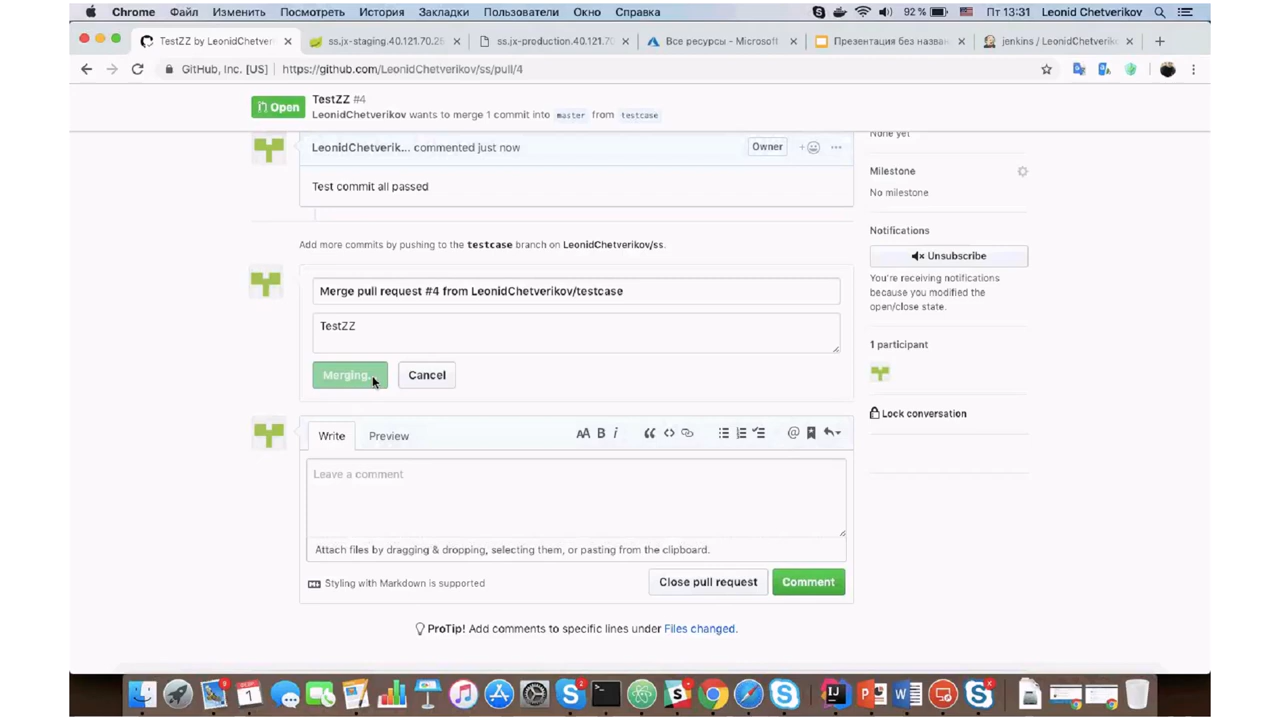 Chrome Файл Изменить Посмотреть История Закладки Пользователи Окно Справка 92 % Пт 13:31 Leonid Chetverikov
TestZZ by LeonidChetverik ss.jx-staging.40.121.70.25 ss.jx-production.40.121.70 Все ресурсы - Microsoft Презентация без назван jenkins / LeonidChetverik
GitHub, Inc. [US] https://github.com/LeonidChetverikov/ss/pull/4
Open
TestZZ #4
LeonidChetverikov wants to merge 1 commit into master from testcase
None yet
LeonidChetverik... commented just now Owner
Test commit all passed
Milestone
No milestone
Add more commits by pushing to the testcase branch on LeonidChetverikov/ss.
Notifications
Unsubscribe
You're receiving notifications
because you modified the
open/close state.
Merge pull request #4 from LeonidChetverikov/testcase
TestZZ
Merging... Cancel
1 participant
Lock conversation
Write Preview
Leave a comment
Attach files by dragging & dropping, selecting them, or pasting from the clipboard.
Styling with Markdown is supported
Close pull request Comment
ProTip! Add comments to specific lines under Files changed.